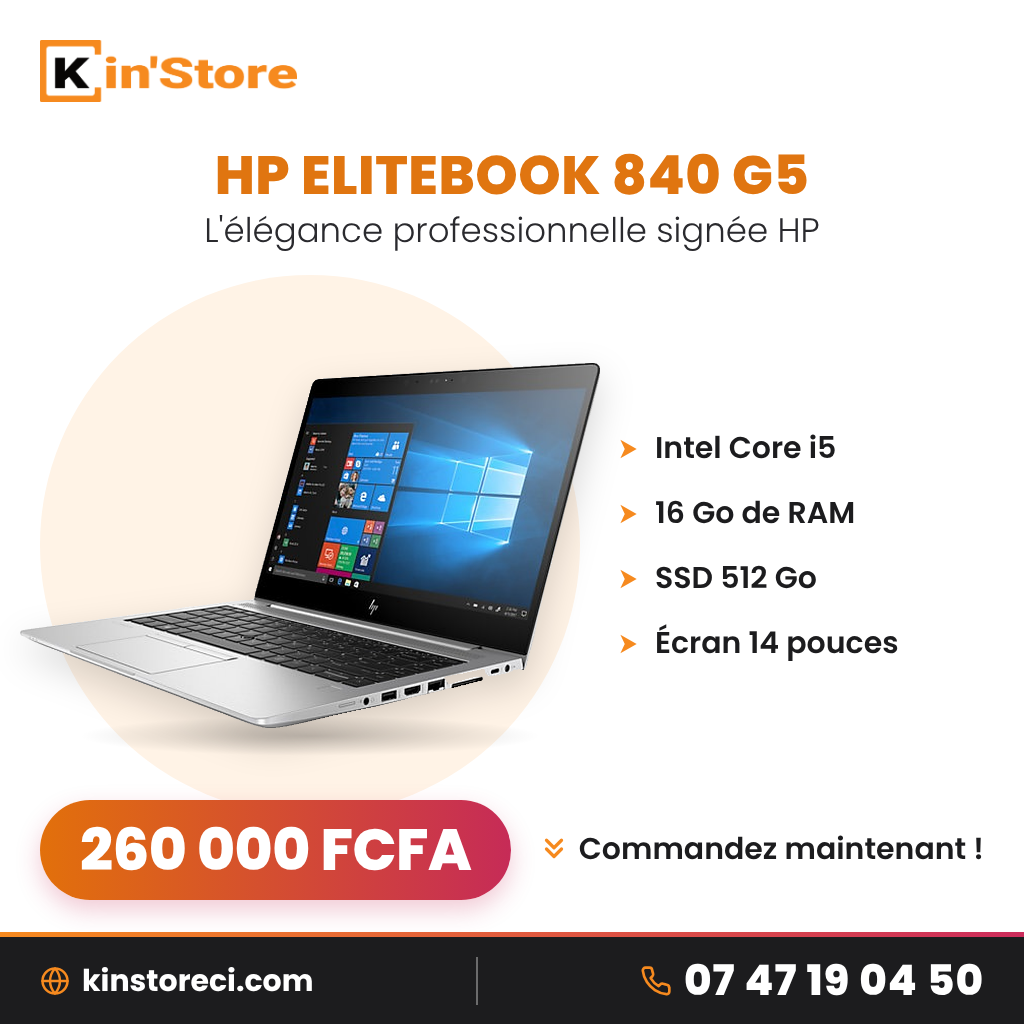 Kin'Store
HP ELITEBOOK 840 G5
L'élégance professionnelle signée HP
Intel Core i5
16 Go de RAM
SSD 512 Go
Écran 14 pouces
hp
260 000 FCFA
Commandez maintenant !
kinstoreci.com
07 47 19 04 50